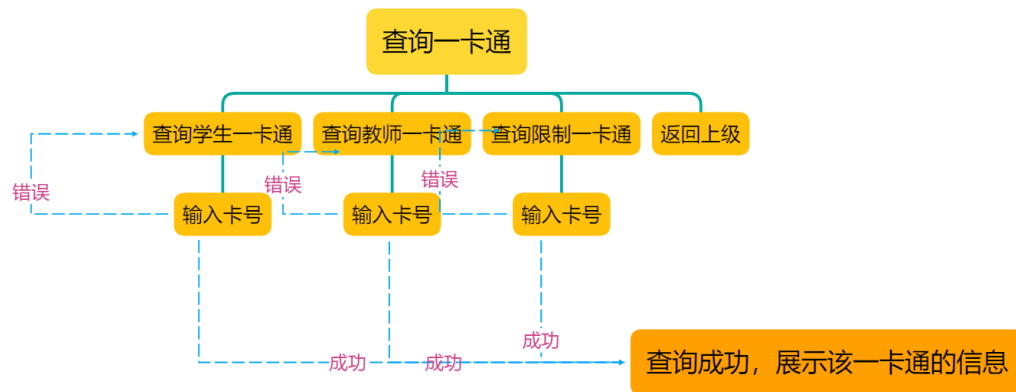 查询一卡通
查询学生一卡通
查询教师一卡通
查询限制一卡通
返回上级
错误
错误
错误
输入卡号
输入卡号
输入卡号
成功
成功
成功
查询成功，展示该一卡通的信息